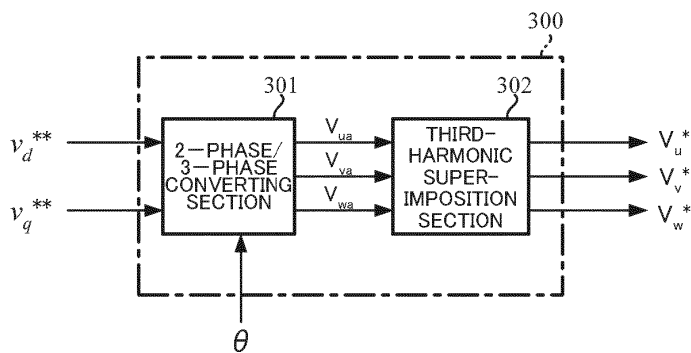 300
301
302
v_d**
v_q**
2-PHASE/
3-PHASE
CONVERTING
SECTION
V_ua
V_va
V_wa
THIRD-
HARMONIC
SUPER-
IMPOSITION
SECTION
V_u*
V_v*
V_w*
θ